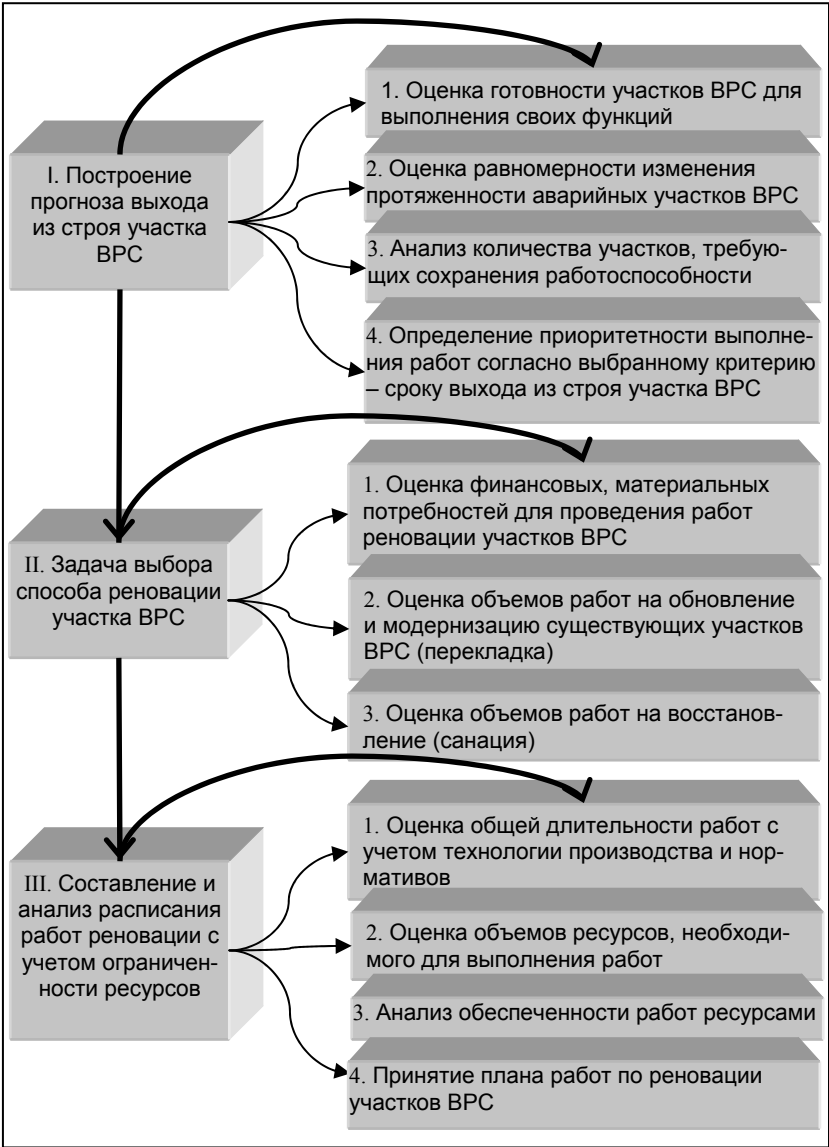 I. Построение
прогноза выхода
из строя участка
ВРС
1. Оценка готовности участков ВРС для
выполнения своих функций
2. Оценка равномерности изменения
протяженности аварийных участков ВРС
3. Анализ количества участков, требую-
щих сохранения работоспособности
4. Определение приоритетности выполне-
ния работ согласно выбранному критерию
– сроку выхода из строя участка ВРС
II. Задача выбора
способа реновации
участка ВРС
1. Оценка финансовых, материальных
потребностей для проведения работ
реновации участков ВРС
2. Оценка объемов работ на обновление
и модернизацию существующих участков
ВРС (перекладка)
3. Оценка объемов работ на восстанов-
ление (санация)
III. Составление и
анализ расписания
работ реновации с
учетом ограничен-
ности ресурсов
1. Оценка общей длительности работ с
учетом технологии производства и нор-
мативов
2. Оценка объемов ресурсов, необходи-
мого для выполнения работ
3. Анализ обеспеченности работ ресурсами
4. Принятие плана работ по реновации
участков ВРС